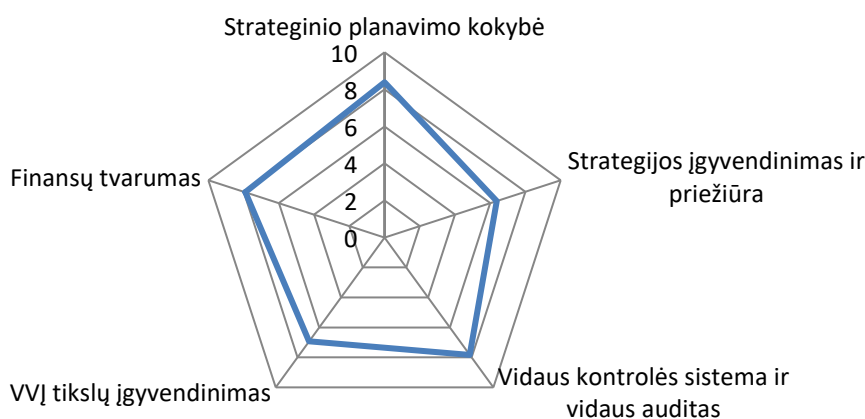 Strateginio planavimo kokybė
10
8
6
4
2
0
Strategijos įgyvendinimas ir
priežiūra
Finansų tvarumas
Vidaus kontrolės sistema ir
vidaus auditas
VVĮ tikslų įgyvendinimas